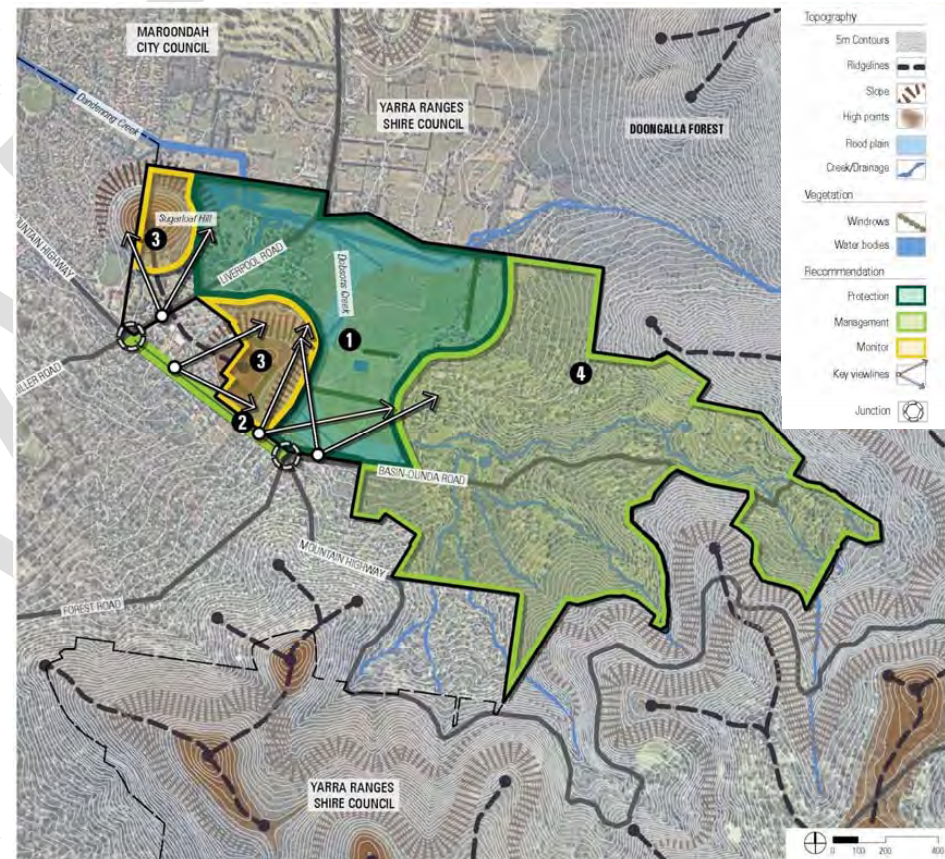 MAROONDAH
CITY COUNCIL
YARRA RANGES
SHIRE COUNCIL
DOONGALLA FOREST
Dandenong Creek
Sugarloaf Hill
3
MOUNTAIN HIGHWAY
LIVERPOOL ROAD
Dobsons Creek
1
3
4
2
BASIN-OLINDA ROAD
MOUNTAIN HIGHWAY
FOREST ROAD
YARRA RANGES
SHIRE COUNCIL
Topography
5m Contours
Ridgelines
Slope
High points
Flood plain
Creek/Drainage
Vegetation
Windrows
Water bodies
Recommendation
Protection
Management
Monitor
Key viewlines
Junction
0 100 200 400